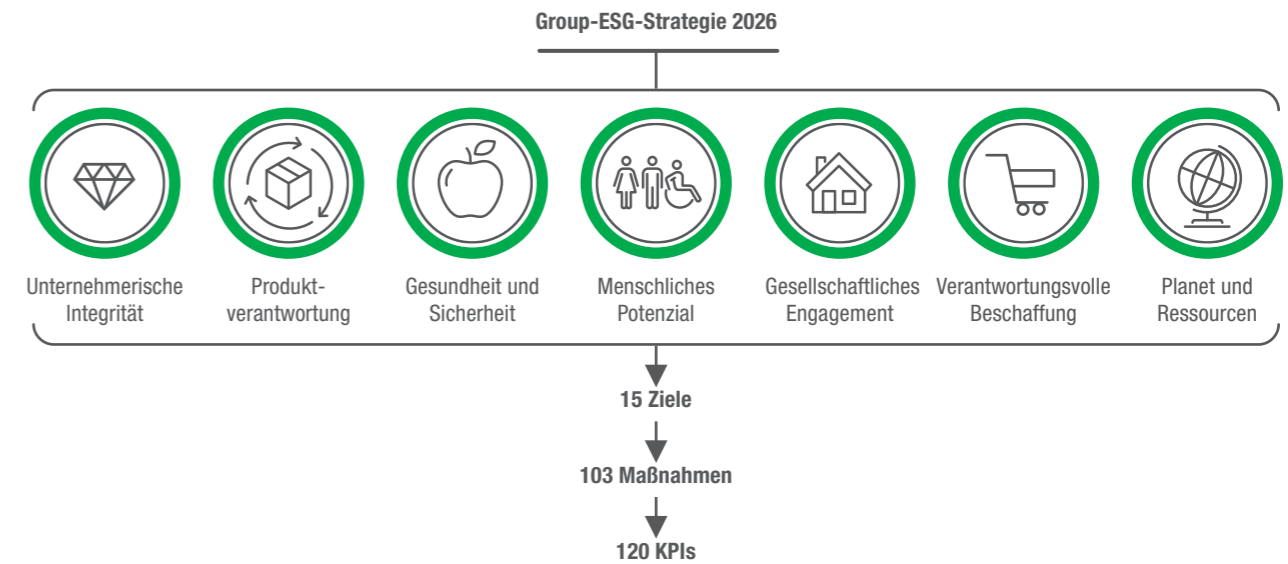 Group-ESG-Strategie 2026
Unternehmerische
Integrität
Produkt-
verantwortung
Gesundheit und
Sicherheit
Menschliches
Potenzial
Gesellschaftliches
Engagement
Verantwortungsvolle
Beschaffung
Planet und
Ressourcen
15 Ziele
103 Maßnahmen
120 KPIs